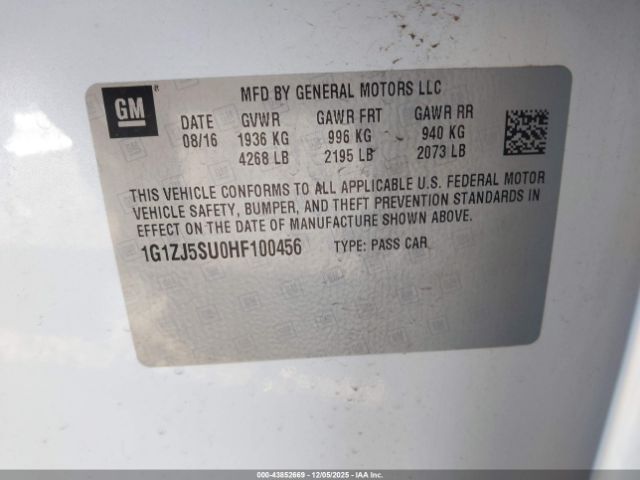 GM
MFD BY GENERAL MOTORS LLC
DATE GVWR GAWR FRT GAWR RR
08/16 1936 KG 996 KG 940 KG
4268 LB 2195 LB 2073 LB
THIS VEHICLE CONFORMS TO ALL APPLICABLE U.S. FEDERAL MOTOR
VEHICLE SAFETY, BUMPER, AND THEFT PREVENTION STANDARDS IN
EFFECT ON THE DATE OF MANUFACTURE SHOWN ABOVE.
1G1ZJ5SU0HF100456 TYPE: PASS CAR
000-43852669 - 12/05/2025 - IAAI Inc.